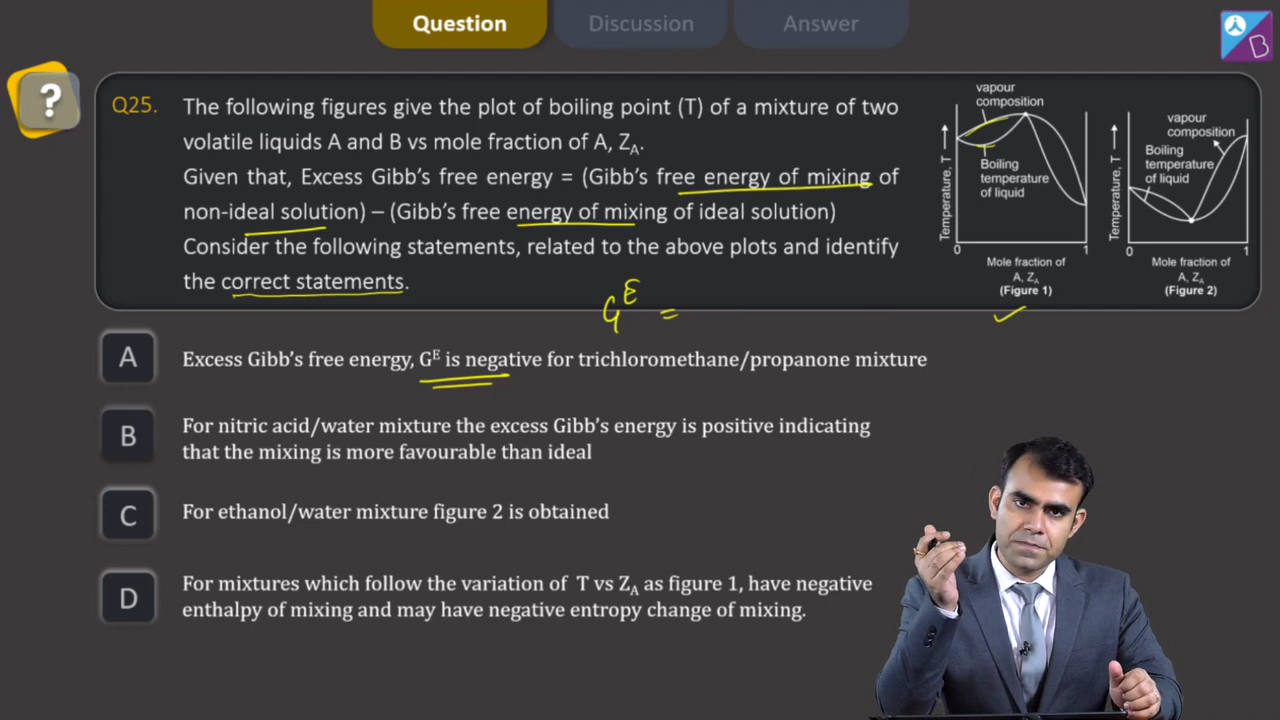 Question
Discussion
Answer
B
?
Q25.
The following figures give the plot of boiling point (T) of a mixture of two
volatile liquids A and B vs mole fraction of A, ZA.
Given that, Excess Gibb's free energy = (Gibb's free energy of mixing of
non-ideal solution) – (Gibb's free energy of mixing of ideal solution)
Consider the following statements, related to the above plots and identify
the correct statements.
vapour
composition
Boiling
temperature
of liquid
Temperature, T
0
1
Mole fraction of
A, ZA
(Figure 1)
vapour
composition
Boiling
temperature
of liquid
Temperature, T
0
1
Mole fraction of
A, ZA
(Figure 2)
G^E =
A
Excess Gibb's free energy, G^E is negative for trichloromethane/propanone mixture
B
For nitric acid/water mixture the excess Gibb's energy is positive indicating
that the mixing is more favourable than ideal
C
For ethanol/water mixture figure 2 is obtained
D
For mixtures which follow the variation of T vs ZA as figure 1, have negative
enthalpy of mixing and may have negative entropy change of mixing.